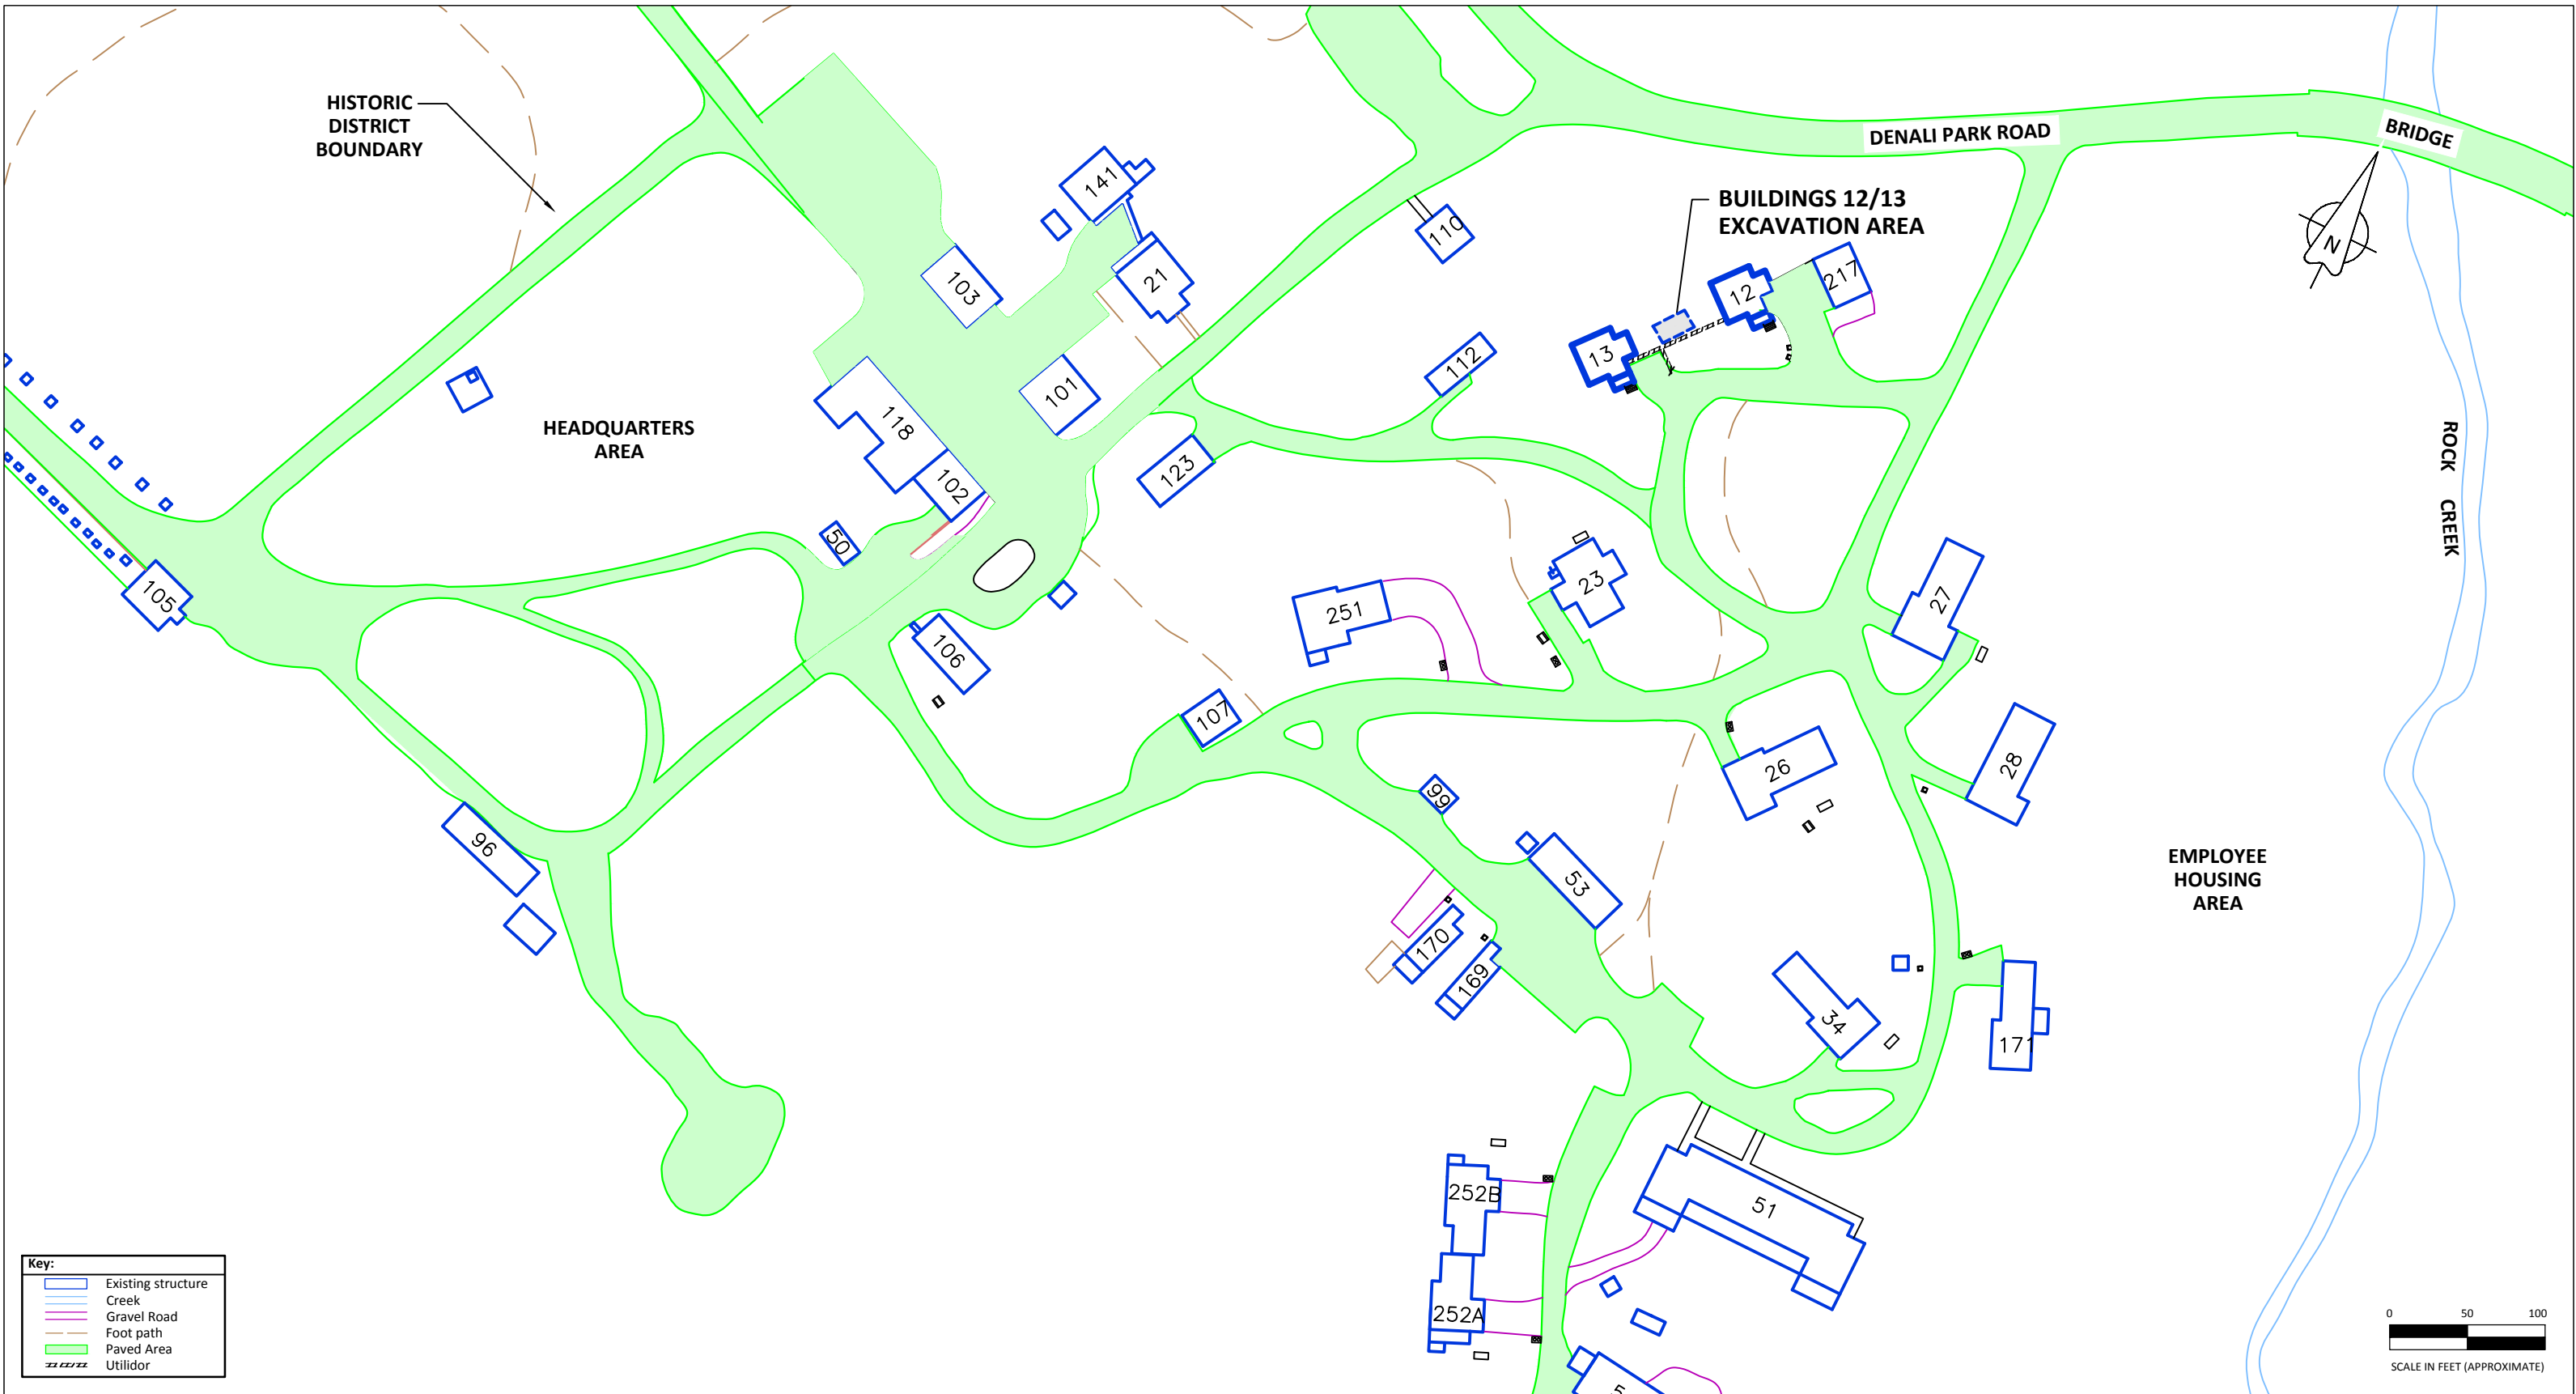 HISTORIC
DISTRICT
BOUNDARY
DENALI PARK ROAD
BRIDGE
141
BUILDINGS 12/13
EXCAVATION AREA
110
N
103
21
12
217
13
112
101
118
HEADQUARTERS
AREA
123
102
ROCK CREEK
50
105
23
27
251
106
107
26
28
99
96
53
EMPLOYEE
HOUSING
AREA
170
169
34
171
252B
51
252A
Key:
Existing structure
Creek
Gravel Road
Foot path
Paved Area
Utilidor
0 50 100
SCALE IN FEET (APPROXIMATE)